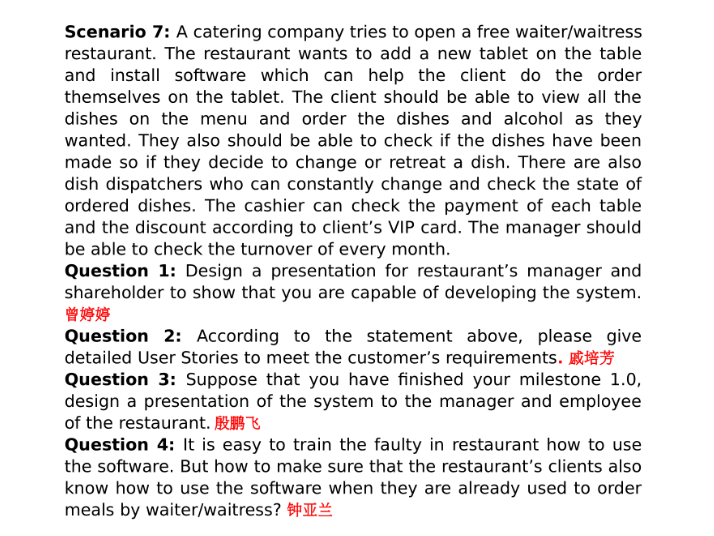 Scenario 7: A catering company tries to open a free waiter/waitress
restaurant. The restaurant wants to add a new tablet on the table
and install software which can help the client do the order
themselves on the tablet. The client should be able to view all the
dishes on the menu and order the dishes and alcohol as they
wanted. They also should be able to check if the dishes have been
made so if they decide to change or retreat a dish. There are also
dish dispatchers who can constantly change and check the state of
ordered dishes. The cashier can check the payment of each table
and the discount according to client’s VIP card. The manager should
be able to check the turnover of every month.
Question 1: Design a presentation for restaurant’s manager and
shareholder to show that you are capable of developing the system.
曾婷婷
Question 2: According to the statement above, please give
detailed User Stories to meet the customer’s requirements. 戚培芳
Question 3: Suppose that you have finished your milestone 1.0,
design a presentation of the system to the manager and employee
of the restaurant. 殷鹏飞
Question 4: It is easy to train the faulty in restaurant how to use
the software. But how to make sure that the restaurant’s clients also
know how to use the software when they are already used to order
meals by waiter/waitress? 钟亚兰